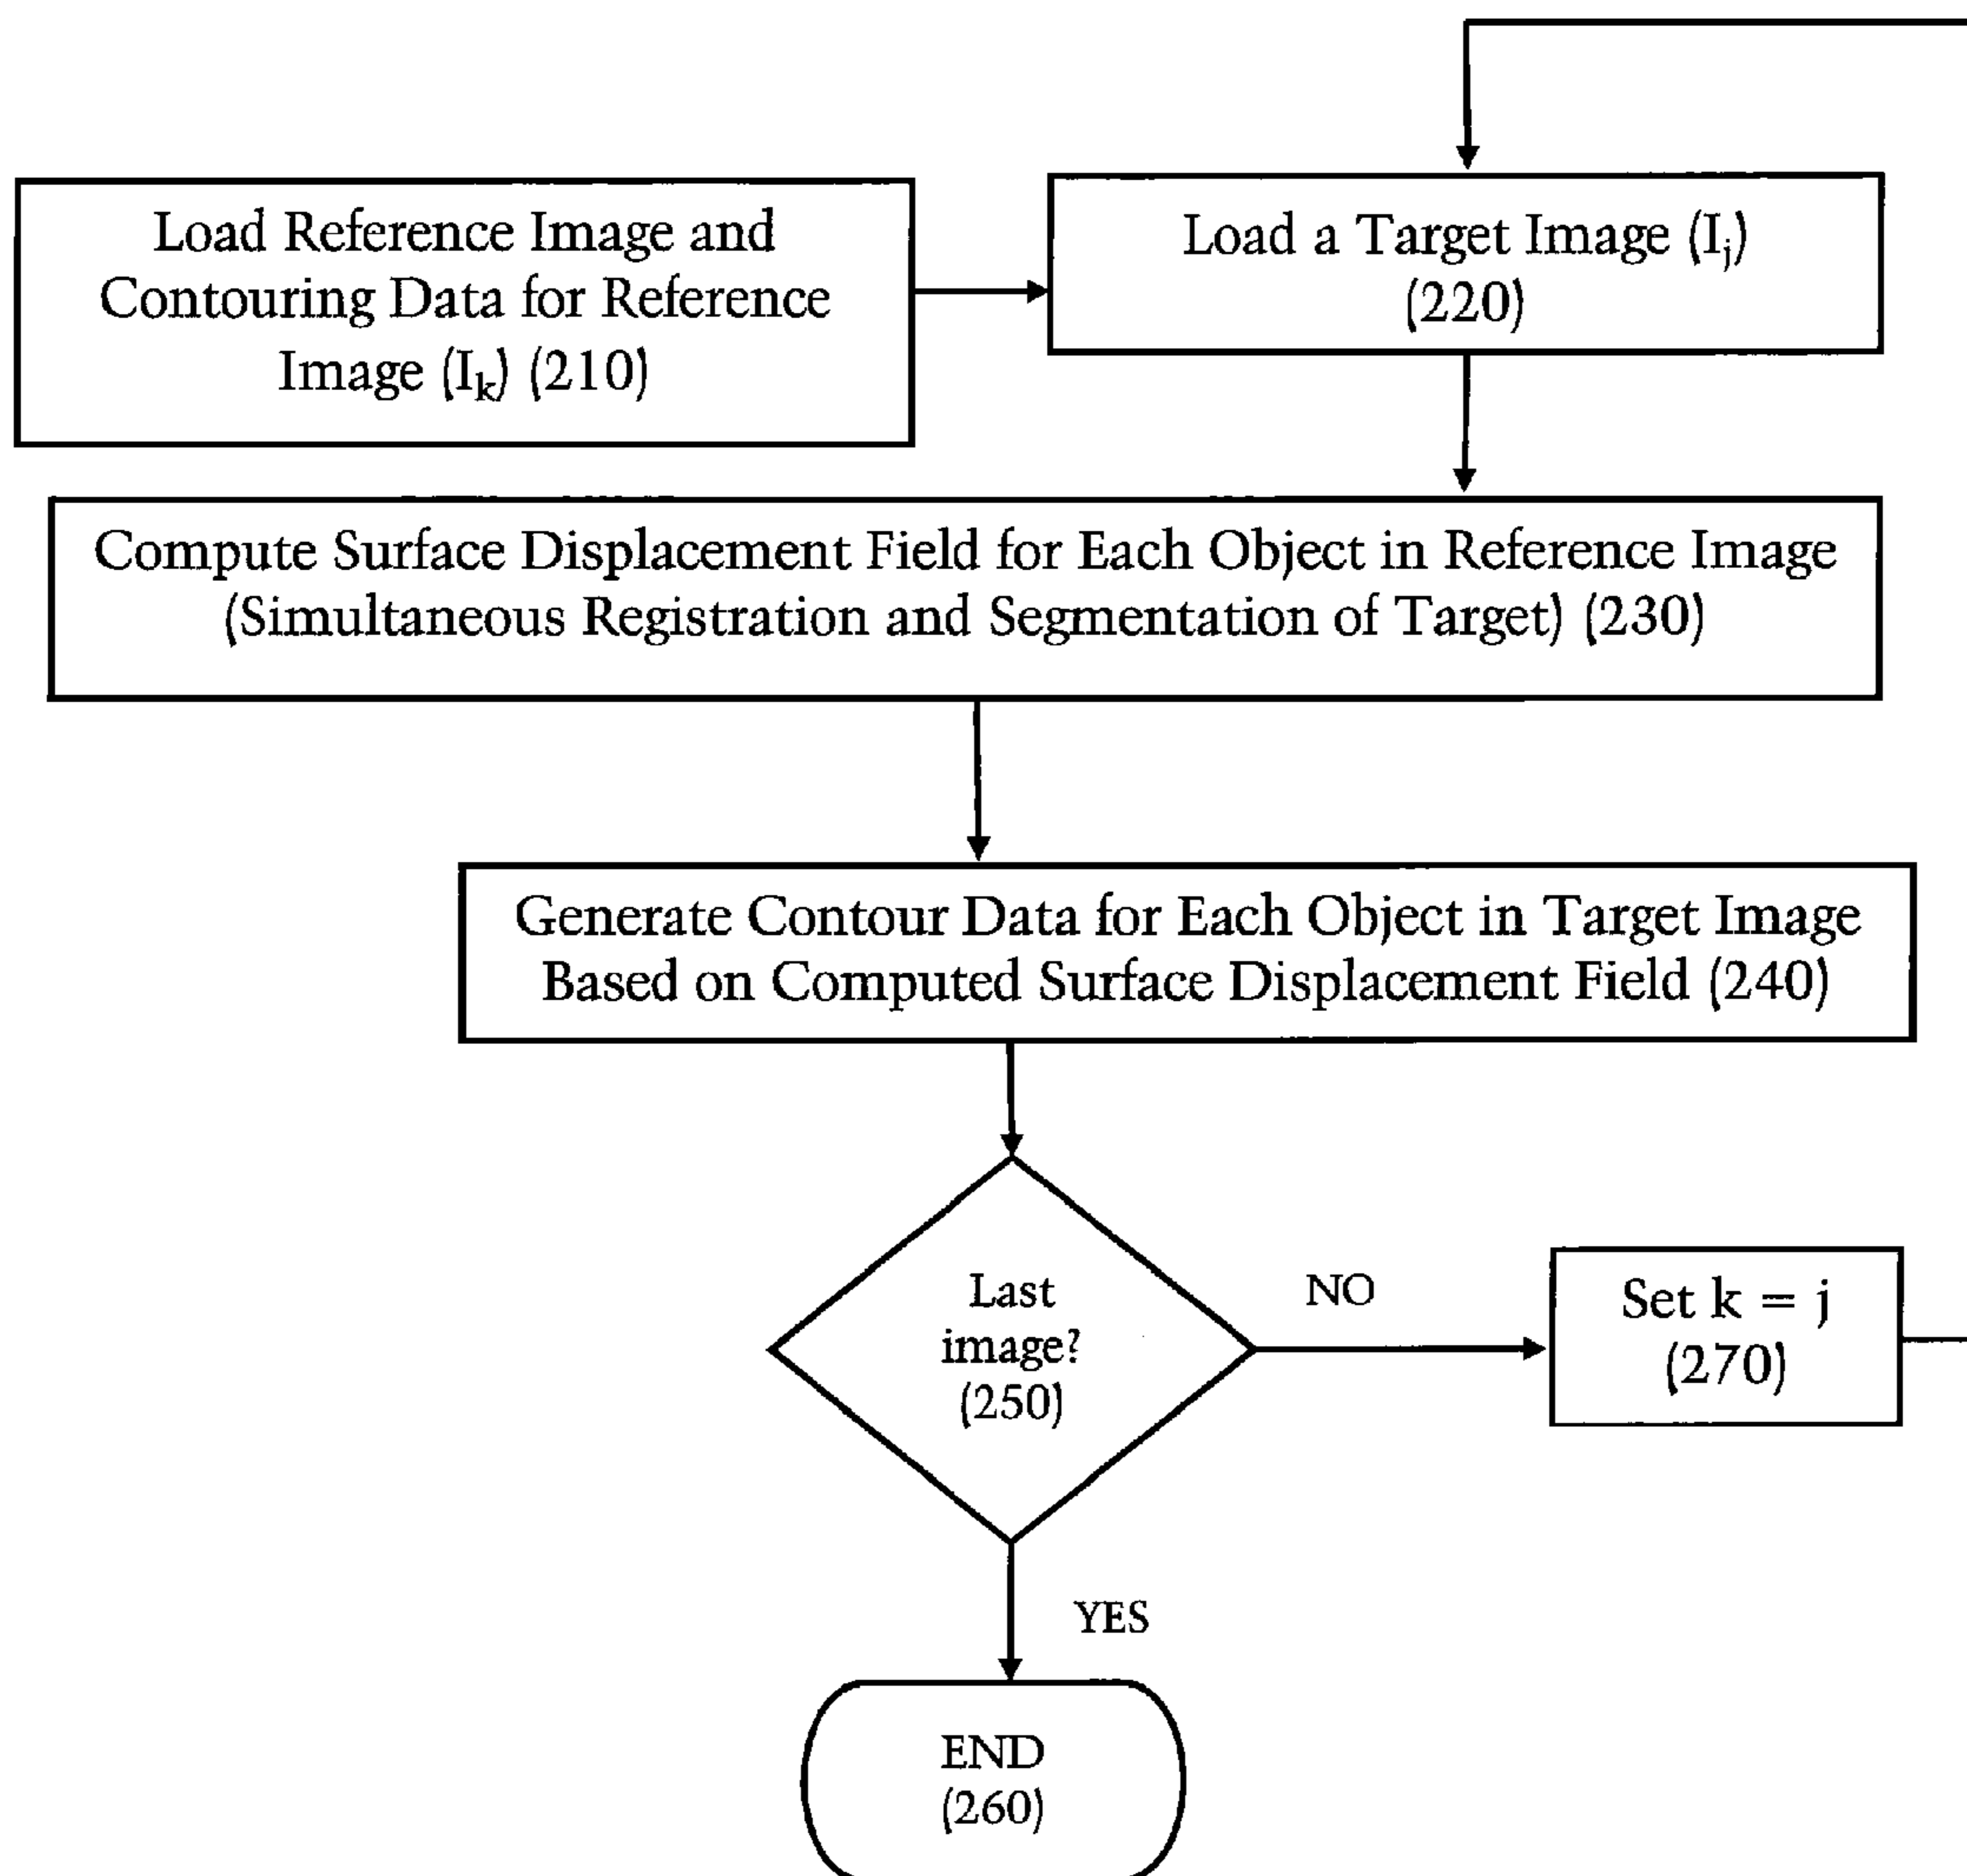 Load Reference Image and
Contouring Data for Reference
Image (Ik) (210)
Load a Target Image (Ij)
(220)
Compute Surface Displacement Field for Each Object in Reference Image
(Simultaneous Registration and Segmentation of Target) (230)
Generate Contour Data for Each Object in Target Image
Based on Computed Surface Displacement Field (240)
Last
image?
(250)
NO
Set k = j
(270)
YES
END
(260)